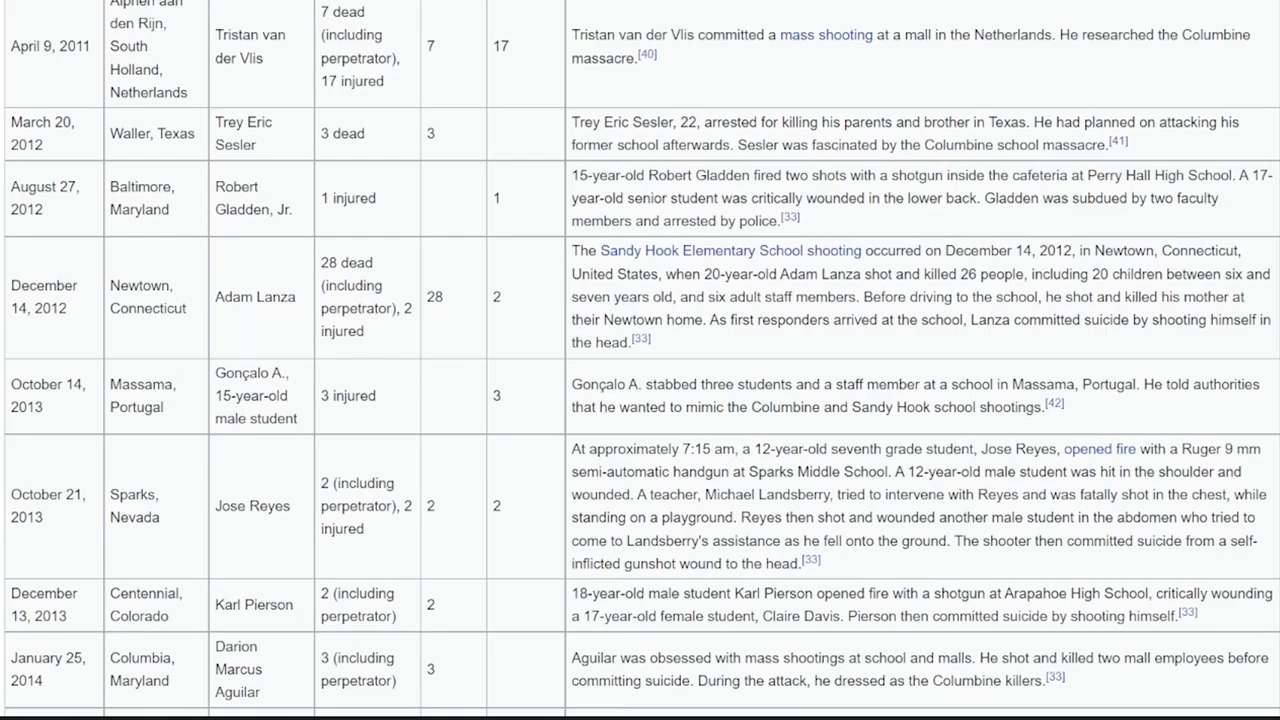 Alphen aan
den Rijn,
South
Holland,
Netherlands
April 9, 2011
Tristan van
der Vlis
7 dead
(including
perpetrator),
17 injured
7
17
Tristan van der Vlis committed a mass shooting at a mall in the Netherlands. He researched the Columbine
massacre.[40]
March 20,
2012
Waller, Texas
Trey Eric
Sesler
3 dead
3
Trey Eric Sesler, 22, arrested for killing his parents and brother in Texas. He had planned on attacking his
former school afterwards. Sesler was fascinated by the Columbine school massacre.[41]
August 27,
2012
Baltimore,
Maryland
Robert
Gladden, Jr.
1 injured
1
15-year-old Robert Gladden fired two shots with a shotgun inside the cafeteria at Perry Hall High School. A 17-
year-old senior student was critically wounded in the lower back. Gladden was subdued by two faculty
members and arrested by police.[33]
December
14, 2012
Newtown,
Connecticut
Adam Lanza
28 dead
(including
perpetrator), 2
injured
28
2
The Sandy Hook Elementary School shooting occurred on December 14, 2012, in Newtown, Connecticut,
United States, when 20-year-old Adam Lanza shot and killed 26 people, including 20 children between six and
seven years old, and six adult staff members. Before driving to the school, he shot and killed his mother at
their Newtown home. As first responders arrived at the school, Lanza committed suicide by shooting himself in
the head.[33]
October 14,
2013
Massama,
Portugal
Gonçalo A.,
15-year-old
male student
3 injured
3
Gonçalo A. stabbed three students and a staff member at a school in Massama, Portugal. He told authorities
that he wanted to mimic the Columbine and Sandy Hook school shootings.[42]
October 21,
2013
Sparks,
Nevada
Jose Reyes
2 (including
perpetrator), 2
injured
2
2
At approximately 7:15 am, a 12-year-old seventh grade student, Jose Reyes, opened fire with a Ruger 9 mm
semi-automatic handgun at Sparks Middle School. A 12-year-old male student was hit in the shoulder and
wounded. A teacher, Michael Landsberry, tried to intervene with Reyes and was fatally shot in the chest, while
standing on a playground. Reyes then shot and wounded another male student in the abdomen who tried to
come to Landsberry's assistance as he fell onto the ground. The shooter then committed suicide from a self-
inflicted gunshot wound to the head.[33]
December
13, 2013
Centennial,
Colorado
Karl Pierson
2 (including
perpetrator)
2
18-year-old male student Karl Pierson opened fire with a shotgun at Arapahoe High School, critically wounding
a 17-year-old female student, Claire Davis. Pierson then committed suicide by shooting himself.[33]
January 25,
2014
Columbia,
Maryland
Darion
Marcus
Aguilar
3 (including
perpetrator)
3
Aguilar was obsessed with mass shootings at school and malls. He shot and killed two mall employees before
committing suicide. During the attack, he dressed as the Columbine killers.[33]